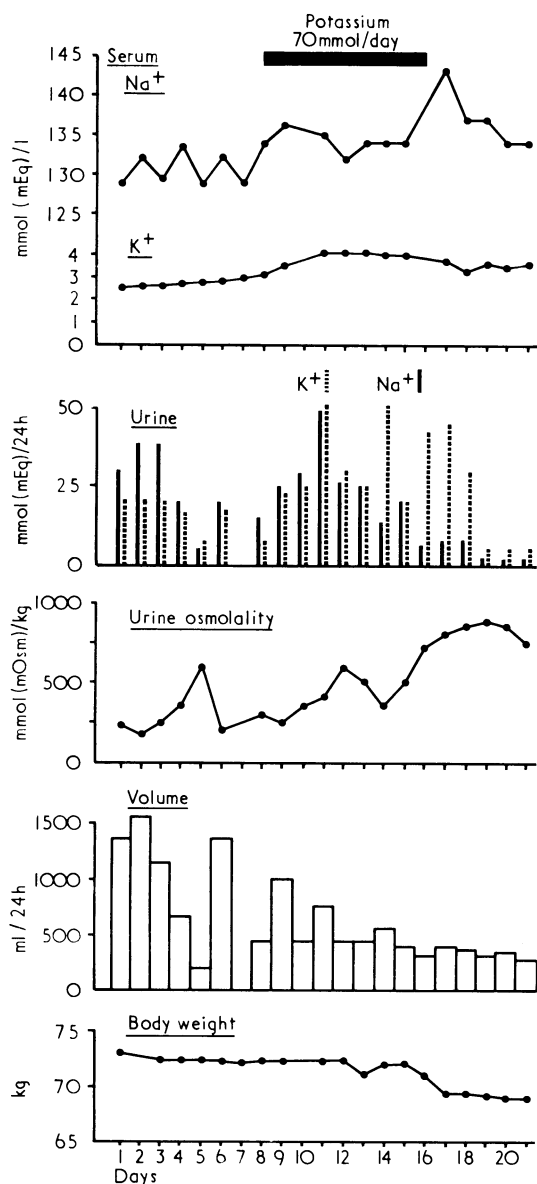 Potassium
70mmol/day
Serum
Na+
145
140
135
130
125
mmol (mEq)/l
K+
4
3
2
1
0
K+
Na+
Urine
50
25
0
mmol (mEq)/24h
Urine osmolality
1000
500
0
mmol (mOsm)/kg
Volume
1500
1000
500
0
ml / 24h
Body weight
75
70
65
kg
1 2 3 4 5 6 7 8 9 10 12 14 16 18 20
Days